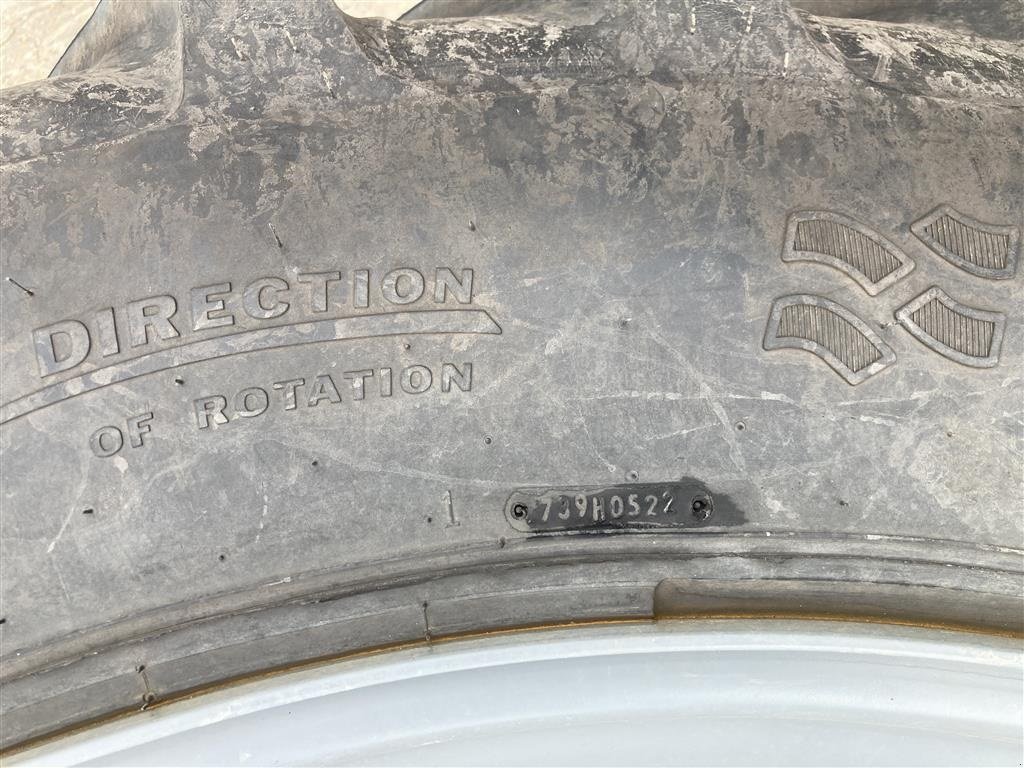 DIRECTION
OF ROTATION
1
739H0522